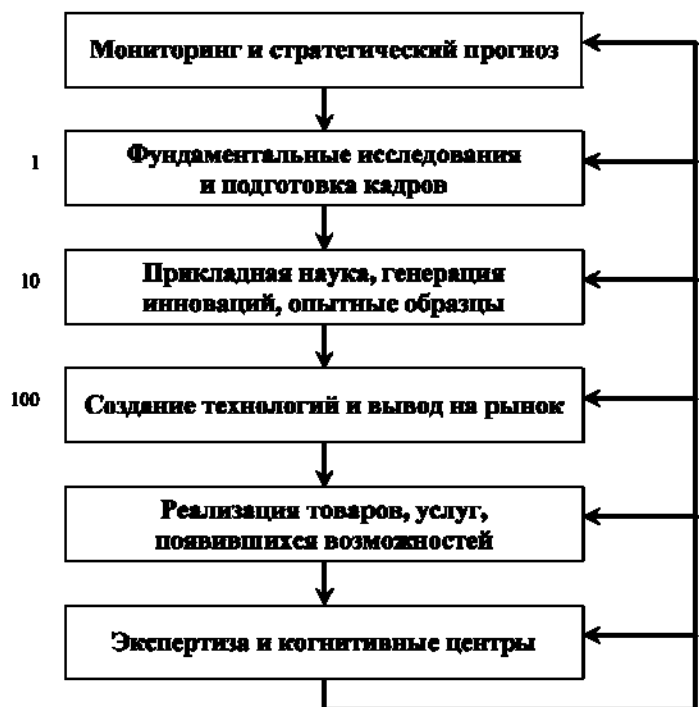 Мониторинг и стратегический прогноз
1
Фундаментальные исследования
и подготовка кадров
10
Прикладная наука, генерация
инноваций, опытные образцы
100
Создание технологий и вывод на рынок
Реализация товаров, услуг,
появившихся возможностей
Экспертиза и когнитивные центры